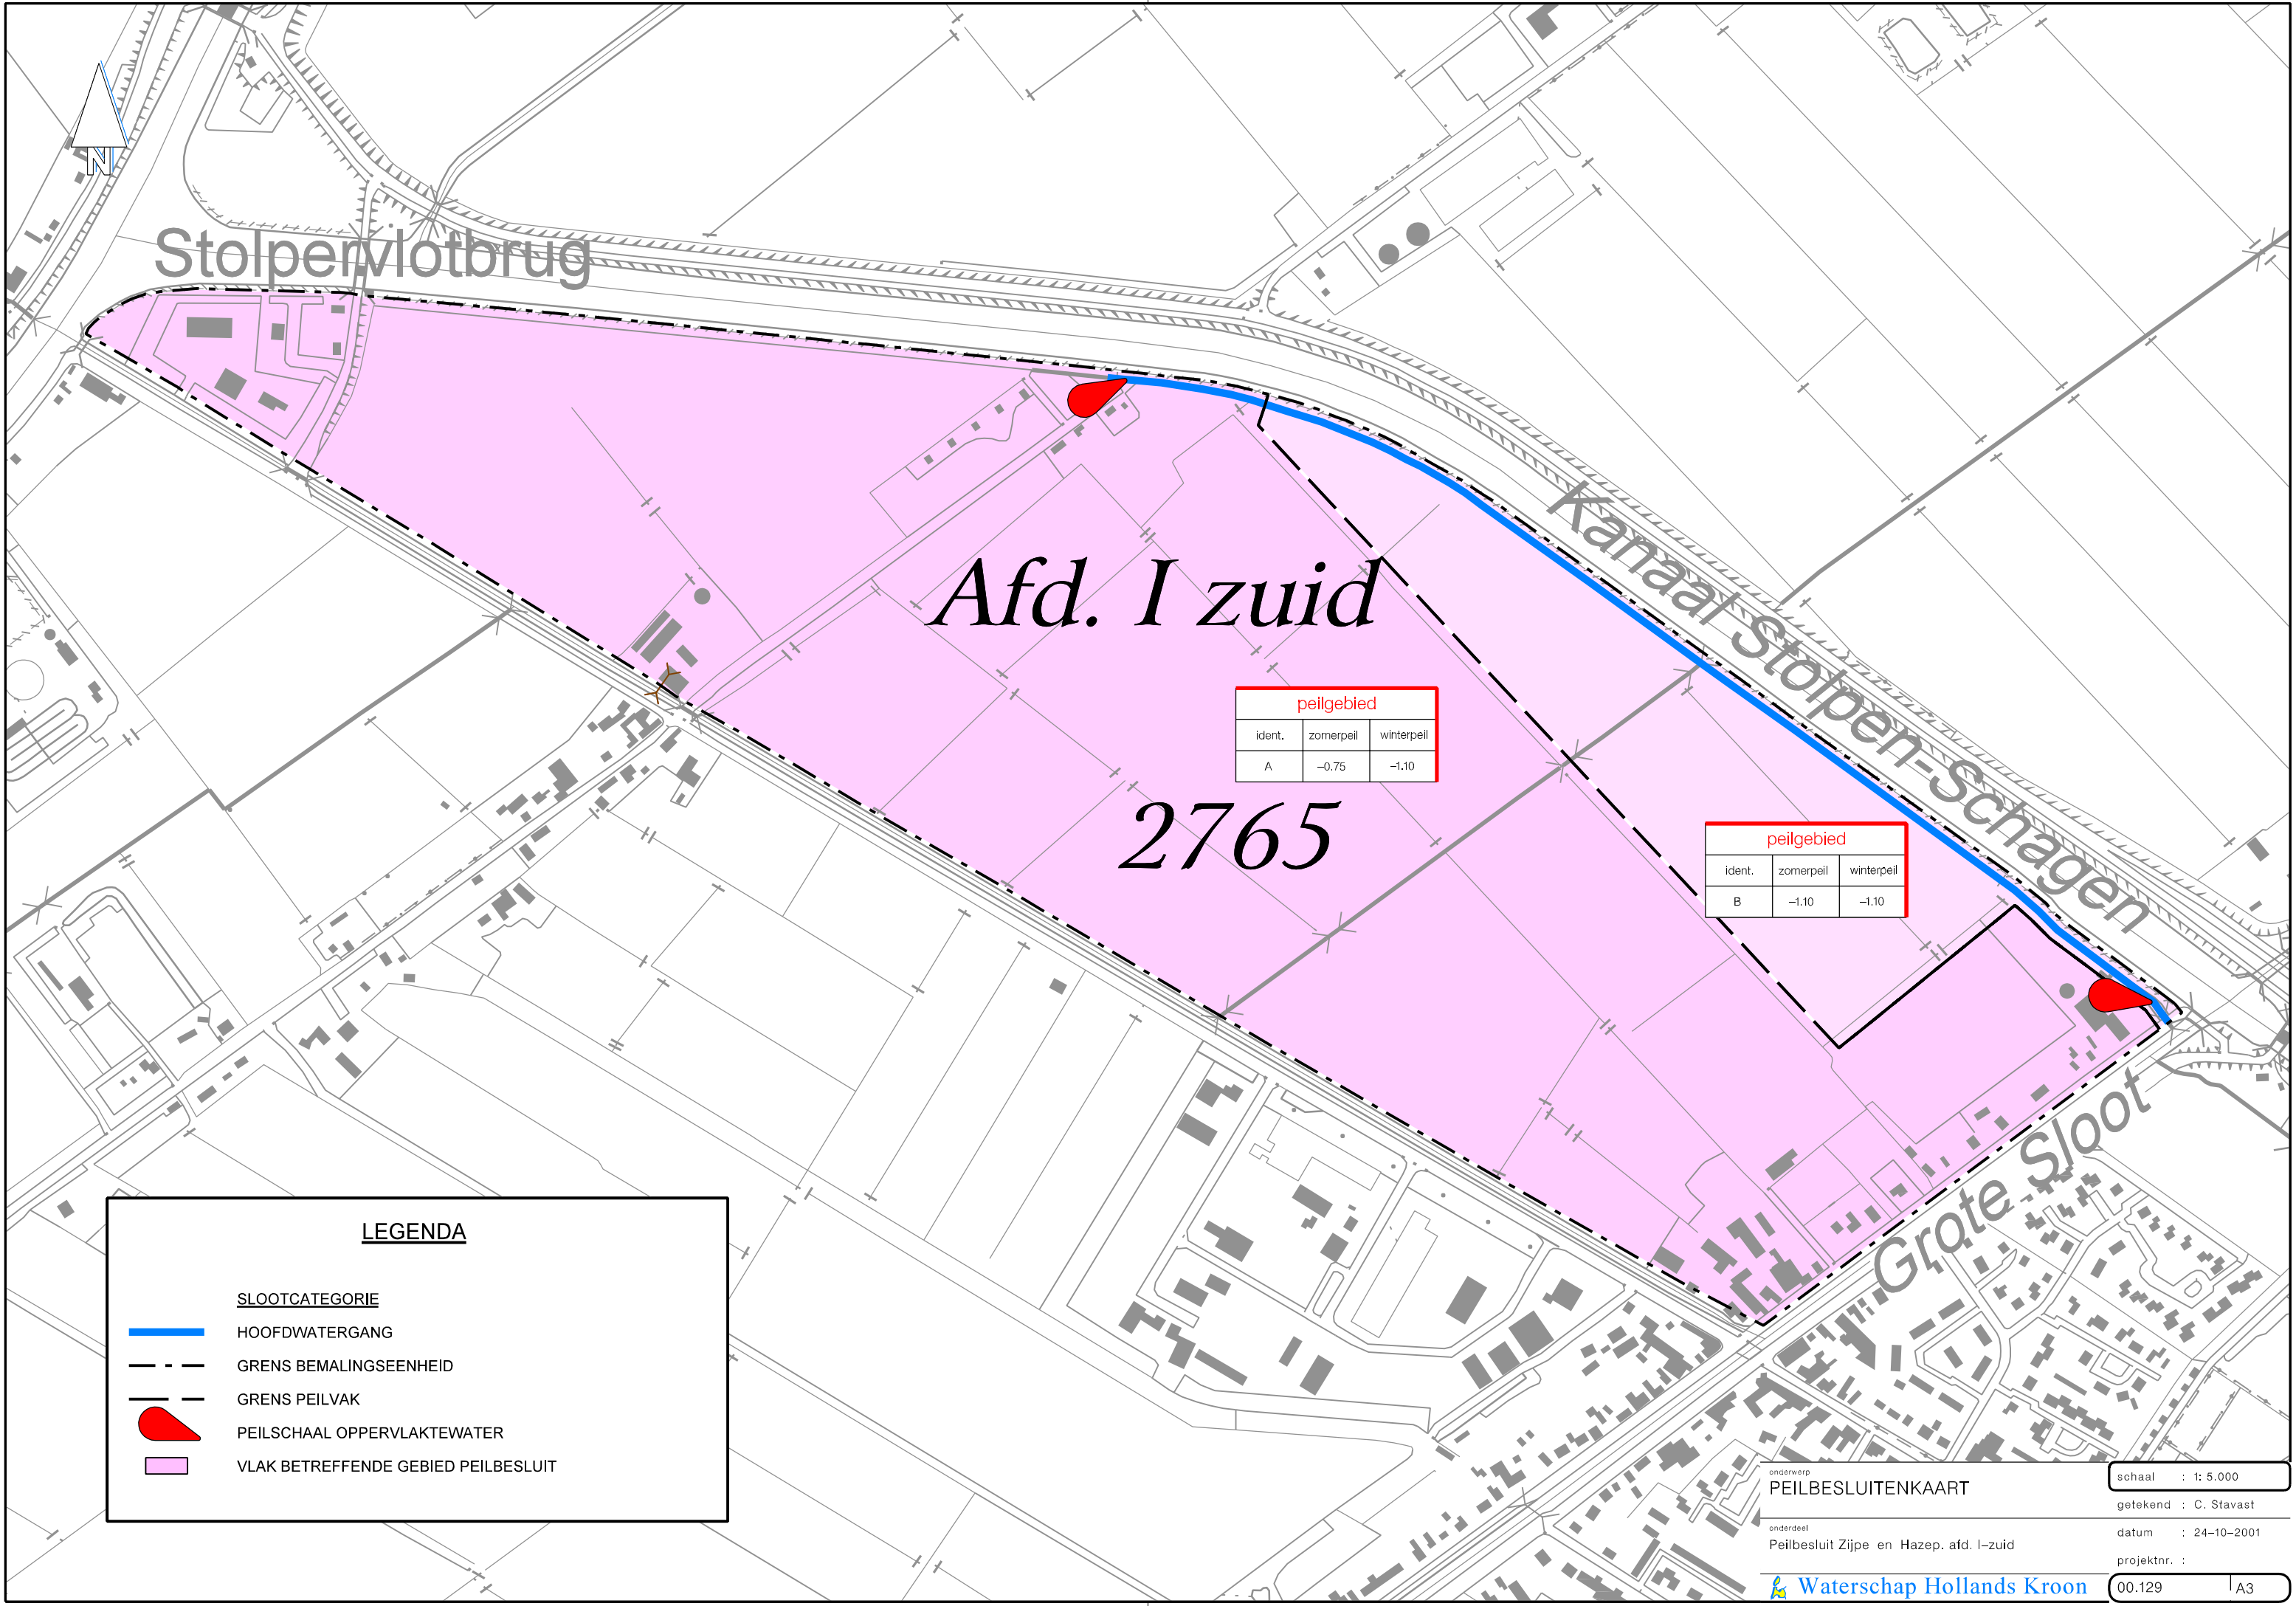 N
Stolpervlotbrug
Kanaal Stolpen-Schagen
Afd. I zuid
2765
peilgebied
ident. zomerpeil winterpeil
A –0.75 –1.10
peilgebied
ident. zomerpeil winterpeil
B –1.10 –1.10
Grote Sloot
LEGENDA
SLOOTCATEGORIE
HOOFDWATERGANG
GRENS BEMALINGSEENHEID
GRENS PEILVAK
PEILSCHAAL OPPERVLAKTEWATER
VLAK BETREFFENDE GEBIED PEILBESLUIT
onderwerp
PEILBESLUITENKAART
onderdeel
Peilbesluit Zijpe en Hazep. afd. I–zuid
Waterschap Hollands Kroon
schaal : 1: 5.000
getekend : C. Stavast
datum : 24–10–2001
projektnr. :
00.129 A3